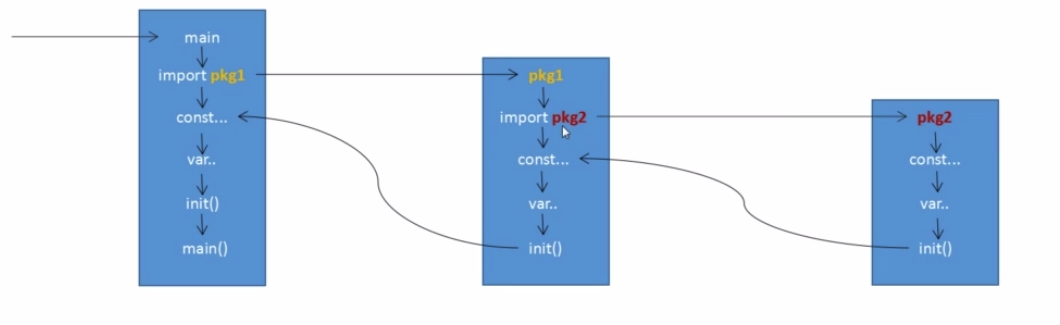 main
import pkg1
const...
var..
init()
main()
pkg1
import pkg2
const...
var..
init()
pkg2
const...
var..
init()